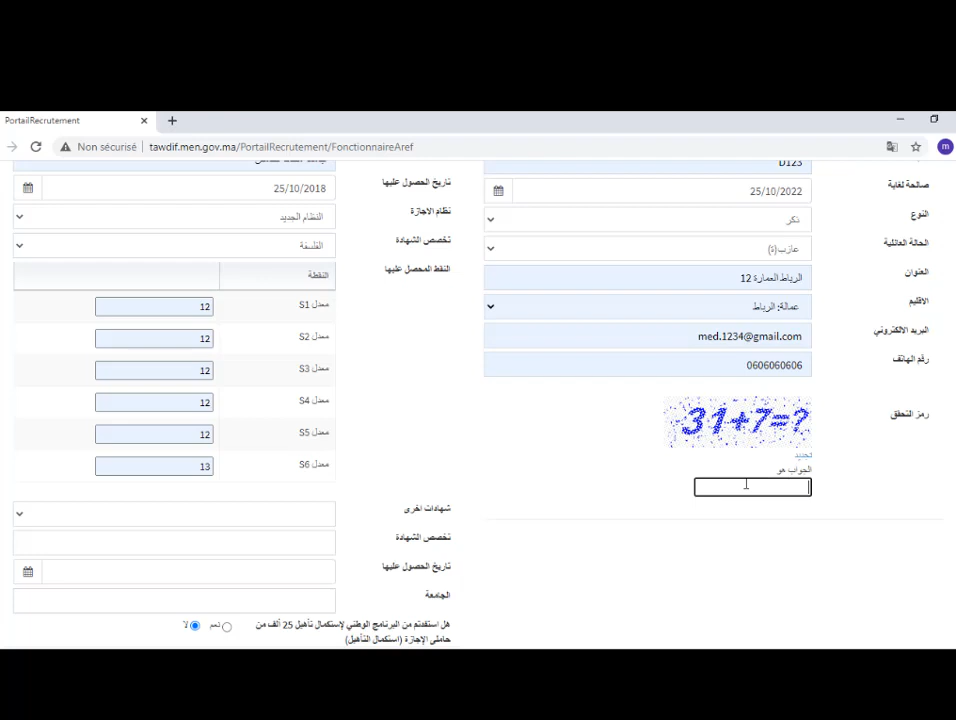 PortailRecrutement
Non sécurisé | tawdif.men.gov.ma/PortailRecrutement/FonctionnaireAref
m
D123
صالحة لغاية
25/10/2022
النوع
ذكر
الحالة العائلية
عازب(ة)
العنوان
الرباط العمارة 12
الاقليم
عمالة: الرباط
البريد الالكتروني
med.1234@gmail.com
رقم الهاتف
0606060606
رمز التحقق
31+7=?
تجديد
الجواب هو
تاريخ الحصول عليها
25/10/2018
نظام الاجازة
النظام الجديد
تخصص الشهادة
الفلسفة
النقط المحصل عليها
النقطة
معدل S1
12
معدل S2
12
معدل S3
12
معدل S4
12
معدل S5
12
معدل S6
13
شهادات اخرى
تخصص الشهادة
تاريخ الحصول عليها
الجامعة
هل استفدتم من البرنامج الوطني لإستكمال تأهيل 25 ألف من
حاملي الإجازة (استكمال التأهيل)
نعم
لا